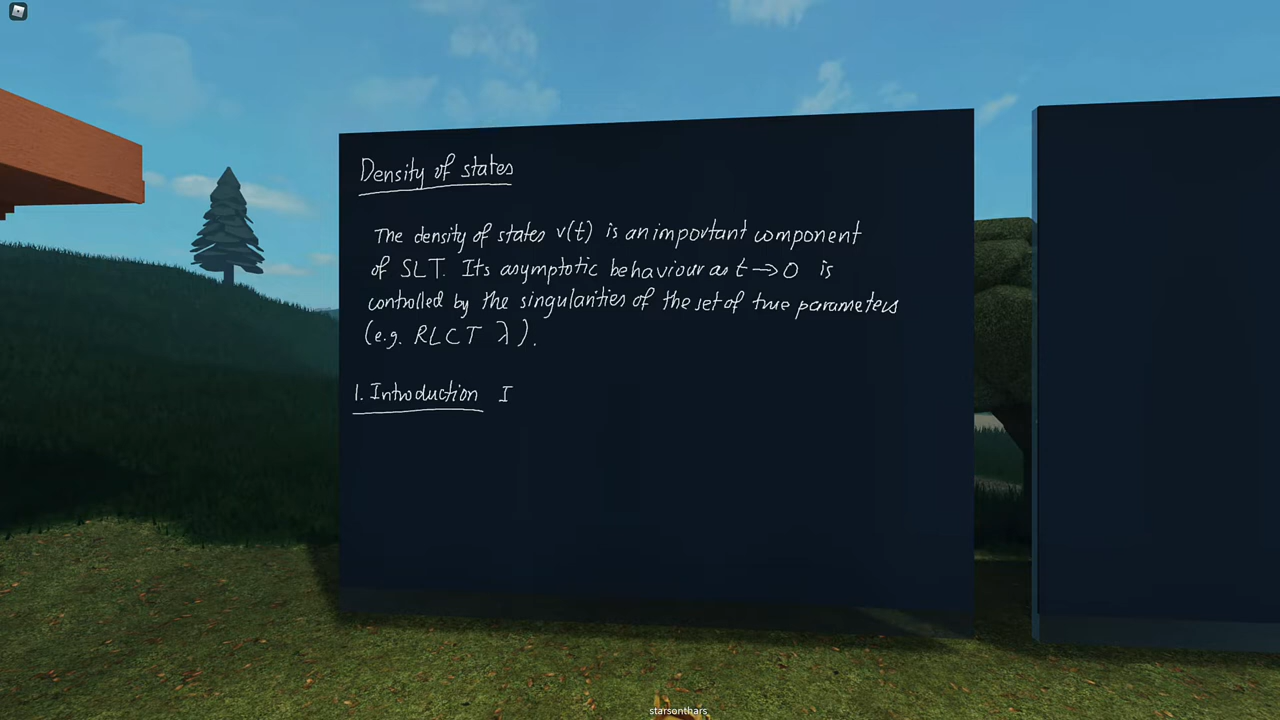 Density of states
The density of states v(t) is an important component
of SLT. Its asymptotic behaviour as t → 0 is
controlled by the singularities of the set of true parameters
(e.g. RLCT λ).
1. Introduction I
starsonthars